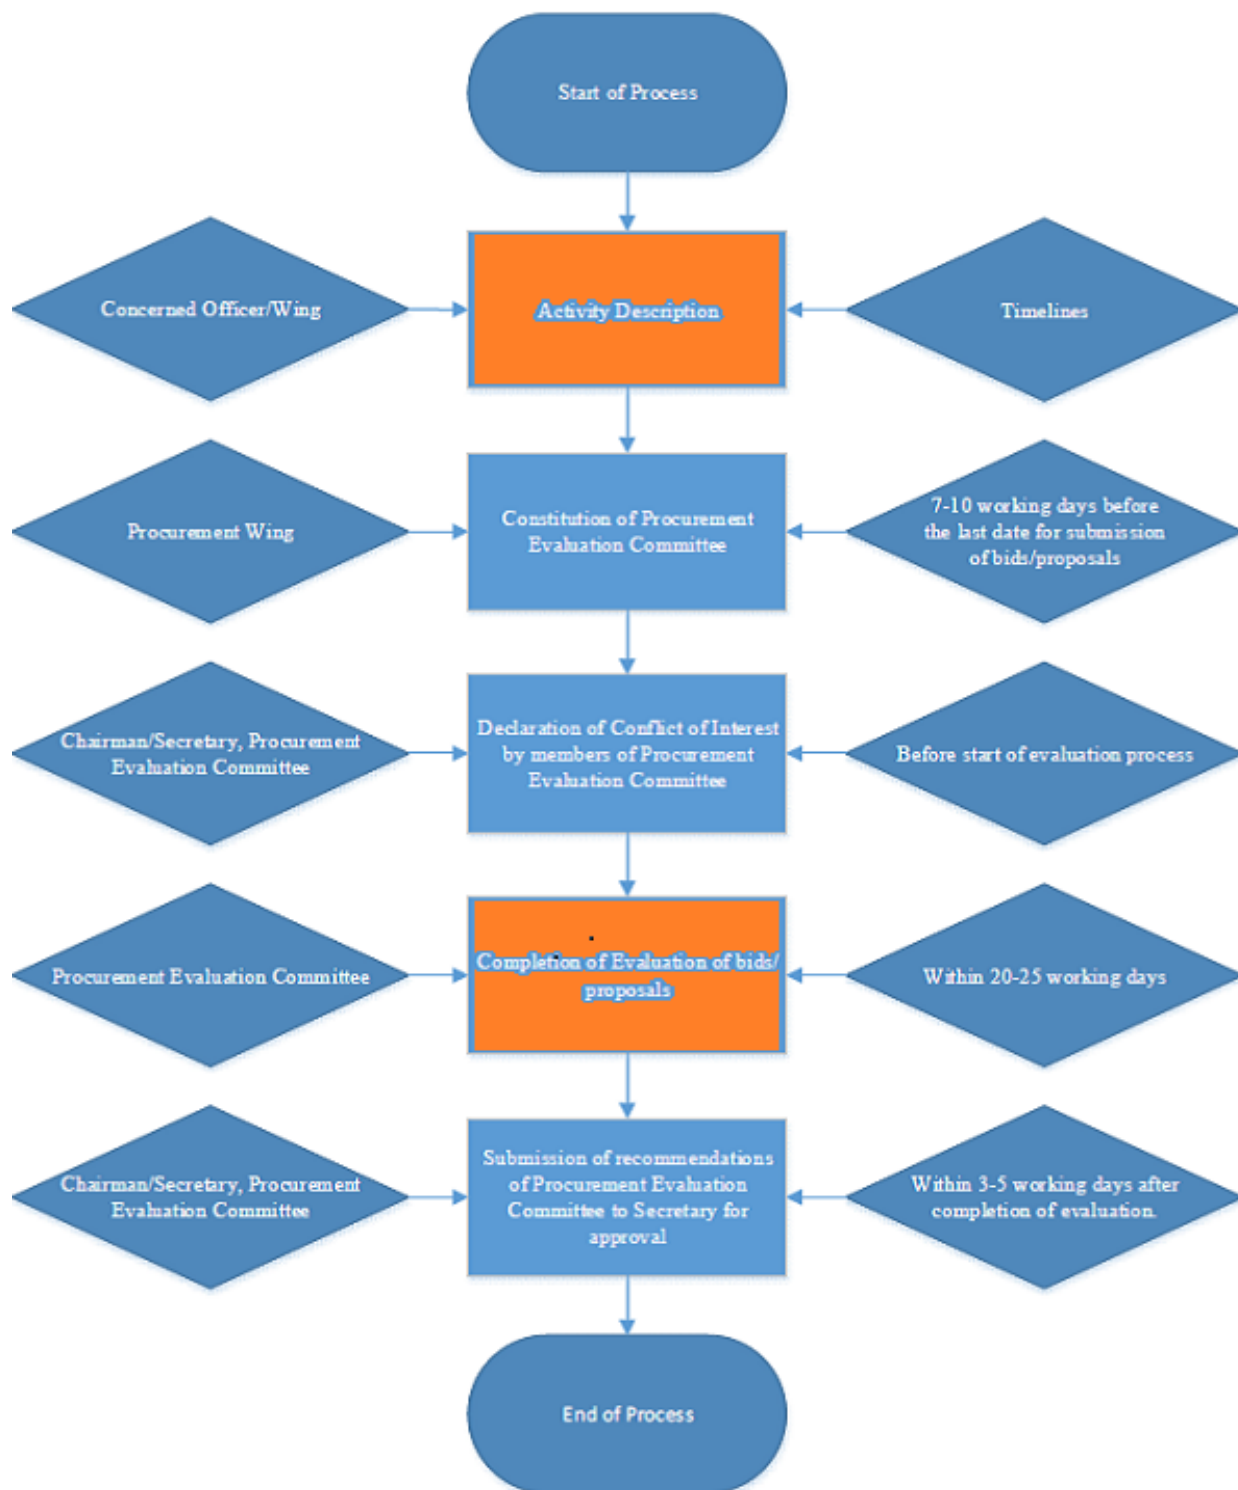 Start of Process
Concerned Officer/Wing
Activity Description
Timelines
Procurement Wing
Constitution of Procurement
Evaluation Committee
7-10 working days before
the last date for submission
of bids/proposals
Chairman/Secretary, Procurement
Evaluation Committee
Declaration of Conflict of Interest
by members of Procurement
Evaluation Committee
Before start of evaluation process
Procurement Evaluation Committee
Completion of Evaluation of bids/
proposals
Within 20-25 working days
Chairman/Secretary, Procurement
Evaluation Committee
Submission of recommendations
of Procurement Evaluation
Committee to Secretary for
approval
Within 3-5 working days after
completion of evaluation.
End of Process